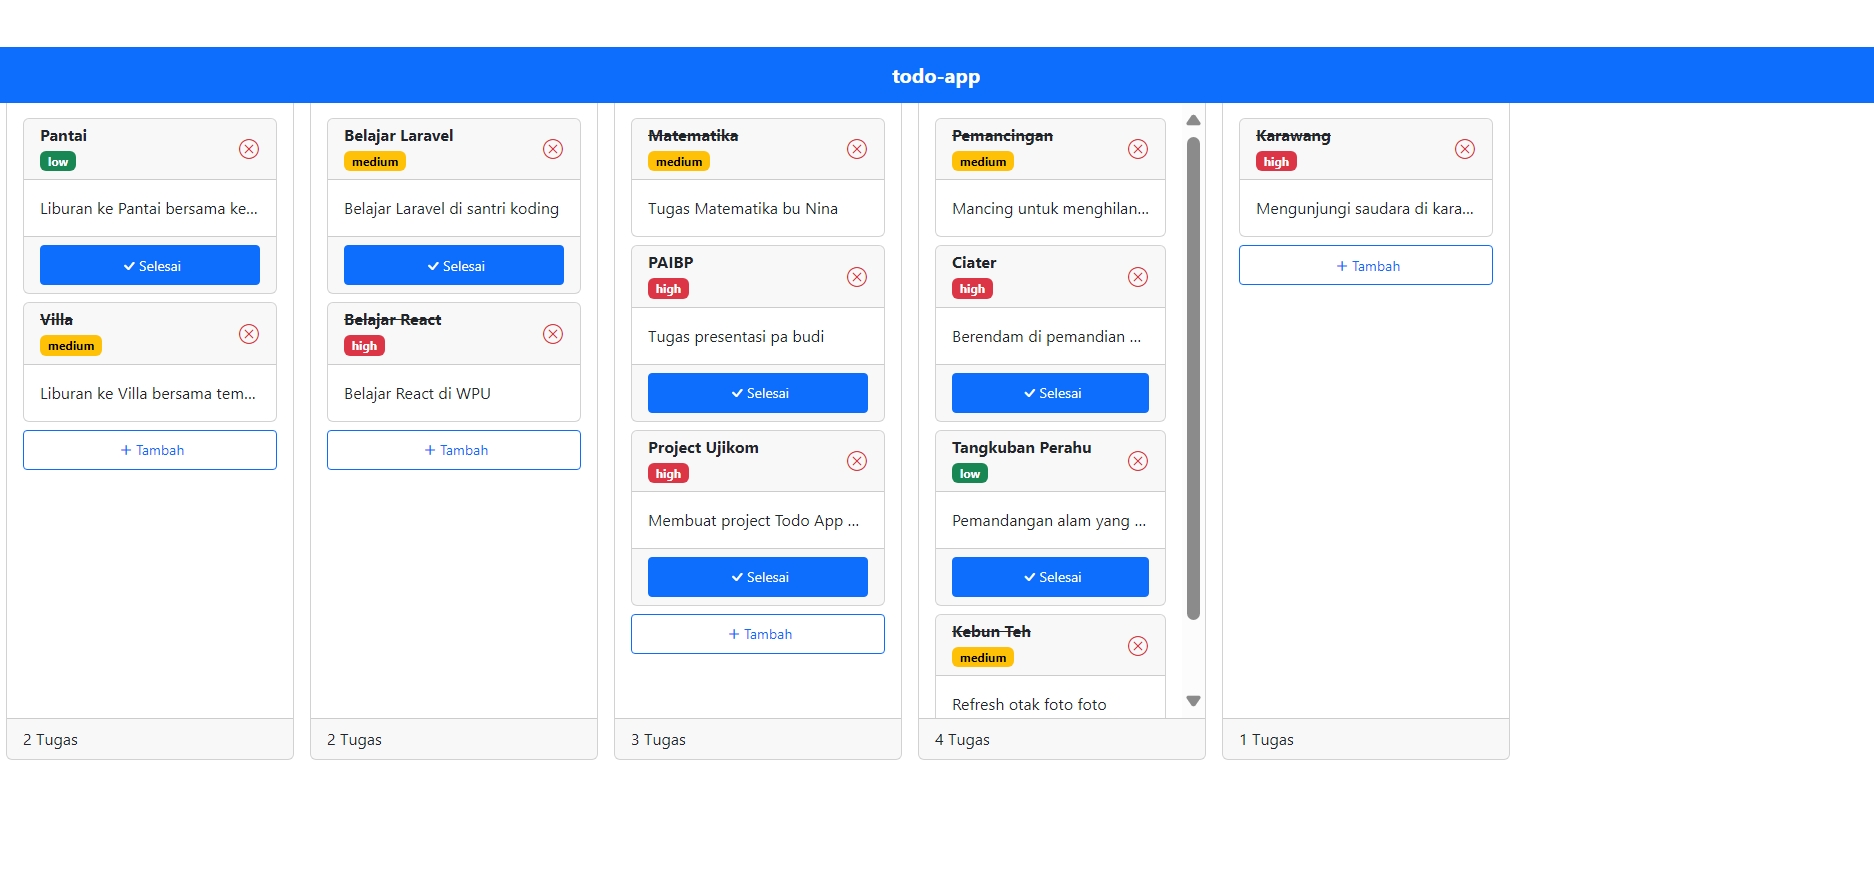 todo-app
Pantai
low
Liburan ke Pantai bersama ke...
Selesai
Villa
medium
Liburan ke Villa bersama tem...
+ Tambah
2 Tugas
Belajar Laravel
medium
Belajar Laravel di santri koding
Selesai
Belajar React
high
Belajar React di WPU
+ Tambah
2 Tugas
Matematika
medium
Tugas Matematika bu Nina
PAIBP
high
Tugas presentasi pa budi
Selesai
Project Ujikom
high
Membuat project Todo App ...
Selesai
+ Tambah
3 Tugas
Pemancingan
medium
Mancing untuk menghilan...
Ciater
high
Berendam di pemandian ...
Selesai
Tangkuban Perahu
low
Pemandangan alam yang ...
Selesai
Kebun Teh
medium
Refresh otak foto foto
4 Tugas
Karawang
high
Mengunjungi saudara di kara...
+ Tambah
1 Tugas